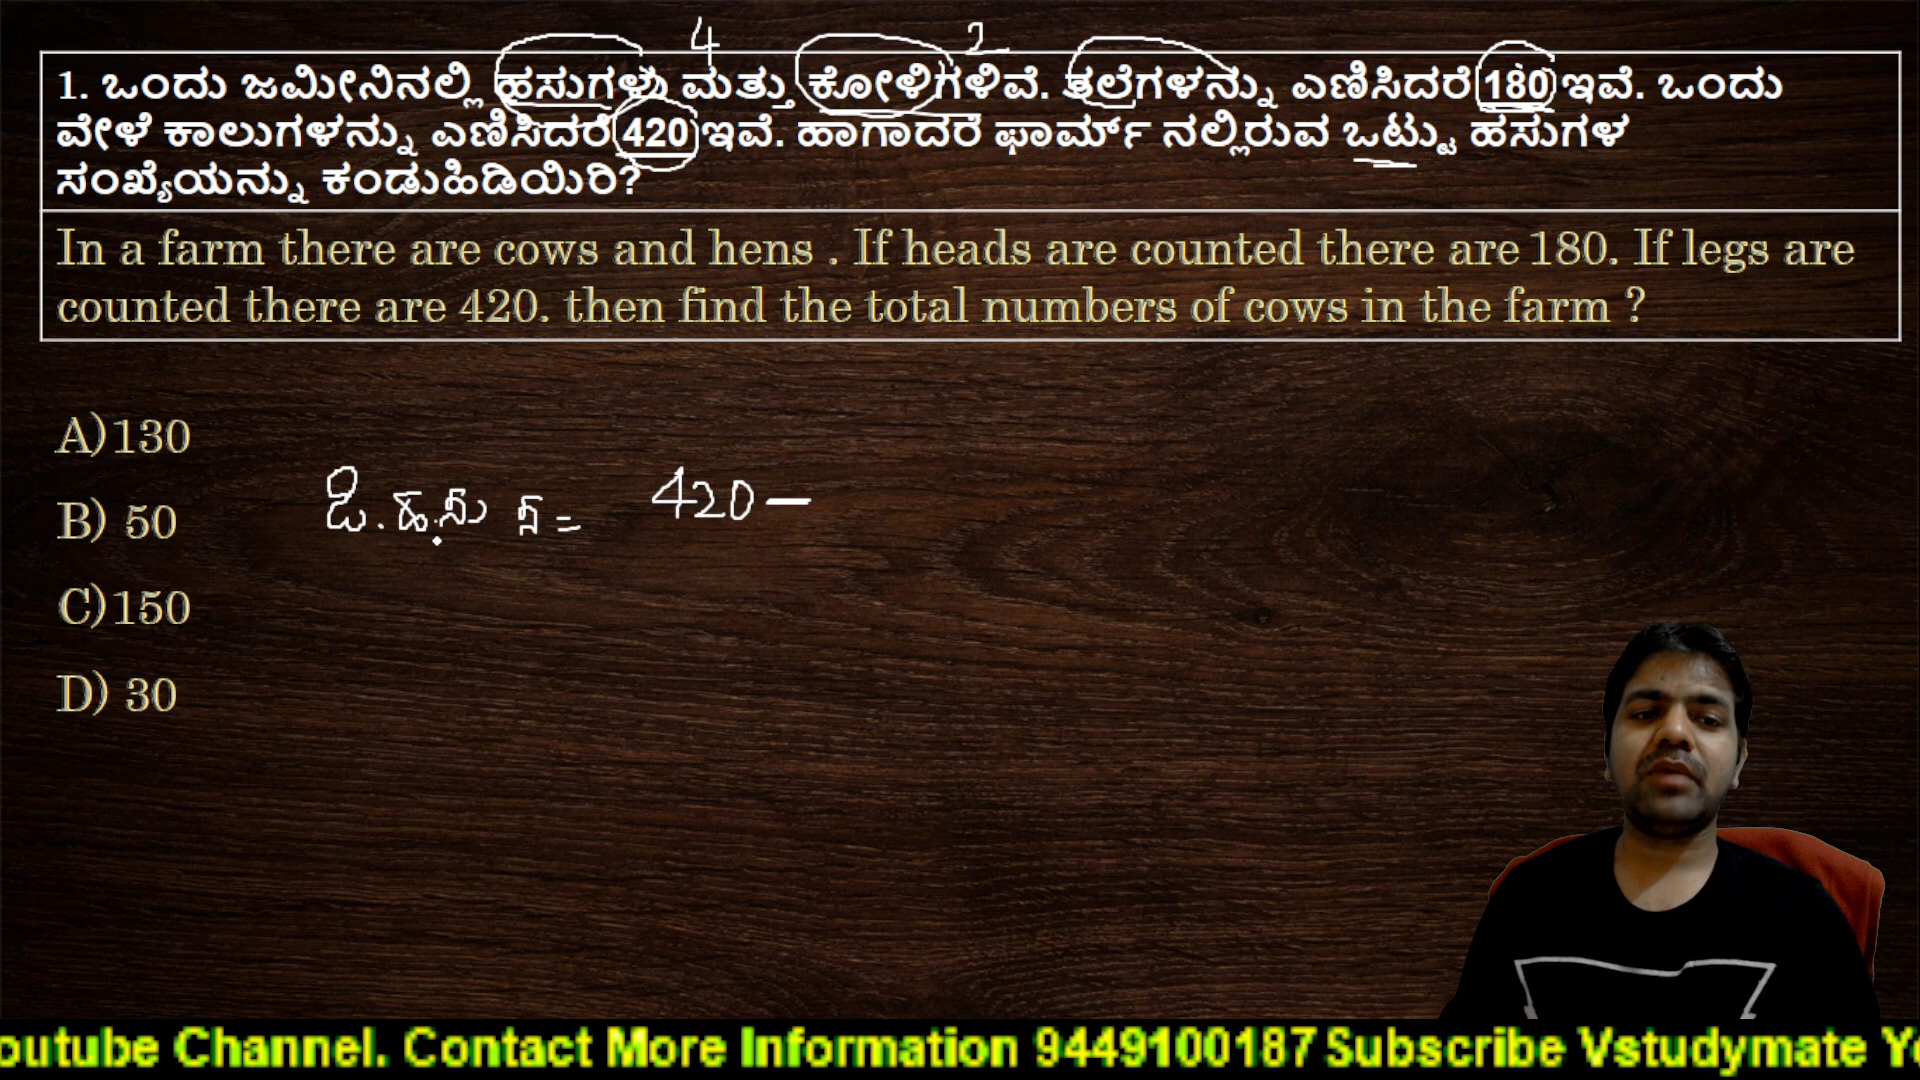 4 2
1. ಒಂದು ಜಮೀನಿನಲ್ಲಿ ಹಸುಗಳು ಮತ್ತು ಕೋಳಿಗಳಿವೆ. ತಲೆಗಳನ್ನು ಎಣಿಸಿದರೆ 180 ಇವೆ. ಒಂದು
ವೇಳೆ ಕಾಲುಗಳನ್ನು ಎಣಿಸಿದರೆ 420 ಇವೆ. ಹಾಗಾದರೆ ಫಾರ್ಮ್ ನಲ್ಲಿರುವ ಒಟ್ಟು ಹಸುಗಳ
ಸಂಖ್ಯೆಯನ್ನು ಕಂಡುಹಿಡಿಯಿರಿ?
In a farm there are cows and hens . If heads are counted there are 180. If legs are
counted there are 420. then find the total numbers of cows in the farm ?
A) 130
B) 50
420 –
C) 150
D) 30
outube Channel. Contact More Information 9449100187 Subscribe Vstudymate Yo